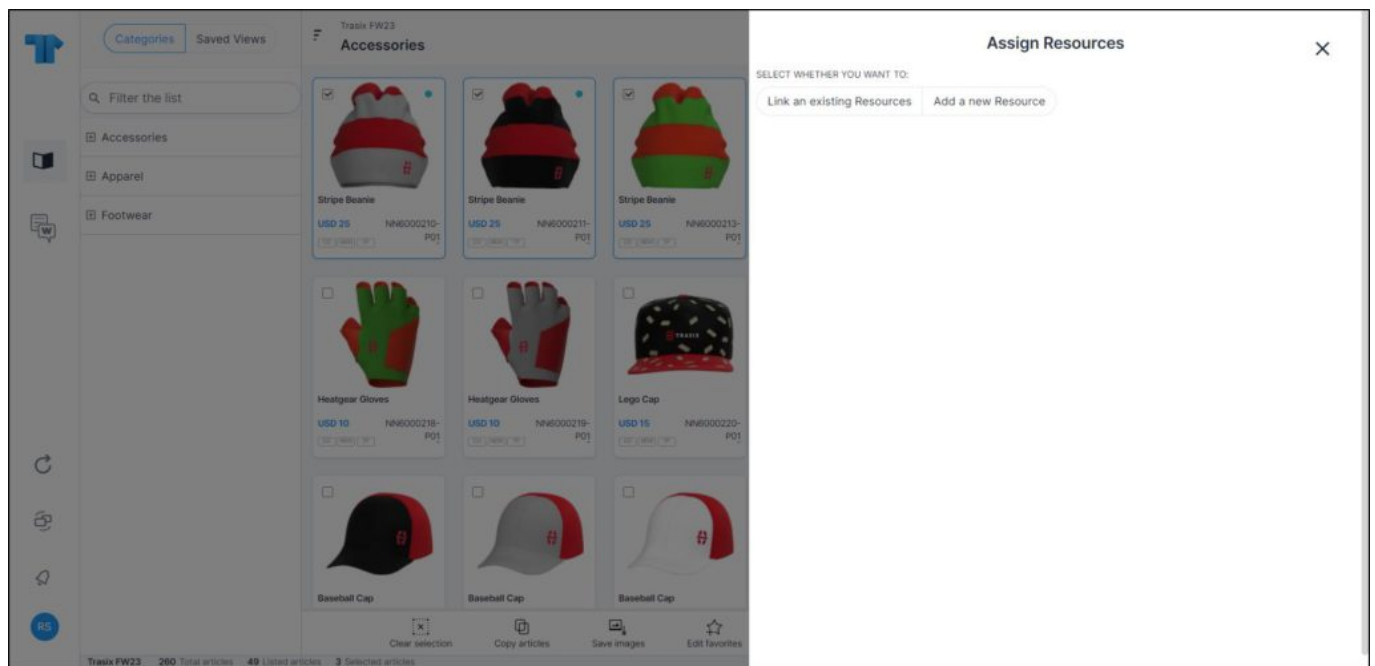 Categories
Saved Views
Filter the list
Accessories
Apparel
Footwear
Trasix FW23
Accessories
Stripe Beanie
USD 25
NN6000210-
P01
Stripe Beanie
USD 25
NN6000211-
P01
Stripe Beanie
USD 25
NN6000213-
P01
Heatgear Gloves
USD 10
NN6000218-
P01
Heatgear Gloves
USD 10
NN6000219-
P01
TRASIX
Lego Cap
USD 15
NN6000220-
P01
Baseball Cap
Baseball Cap
Baseball Cap
Clear selection
Copy articles
Save images
Edit favorites
W
RS
Trasix FW23
260 Total articles
49 Listed articles
3 Selected articles
Assign Resources
SELECT WHETHER YOU WANT TO:
Link an existing Resources
Add a new Resource